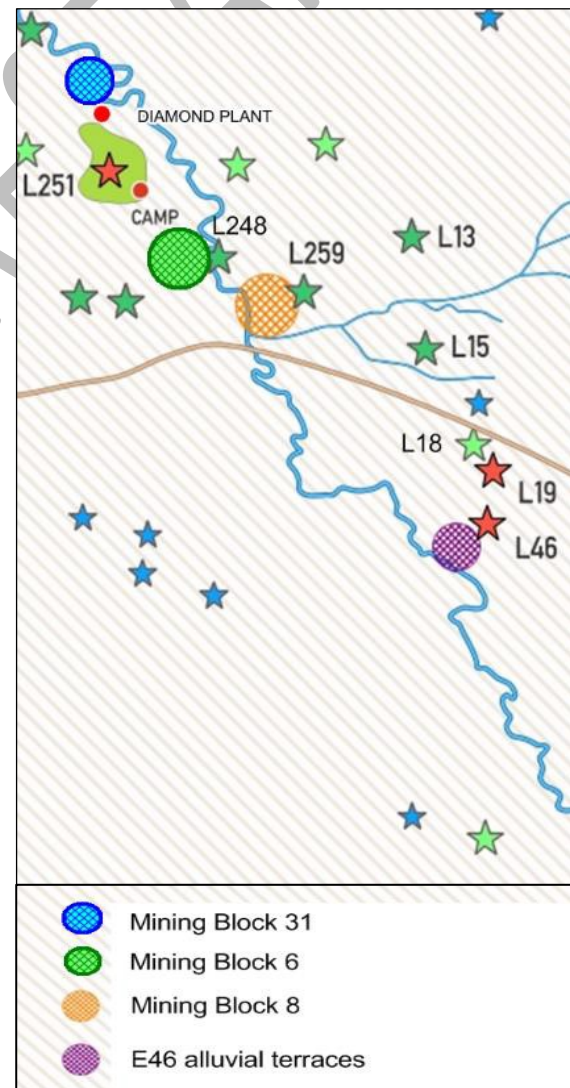 DIAMOND PLANT
L251
CAMP
L248
L259
L13
L15
L18
L19
L46
Mining Block 31
Mining Block 6
Mining Block 8
E46 alluvial terraces